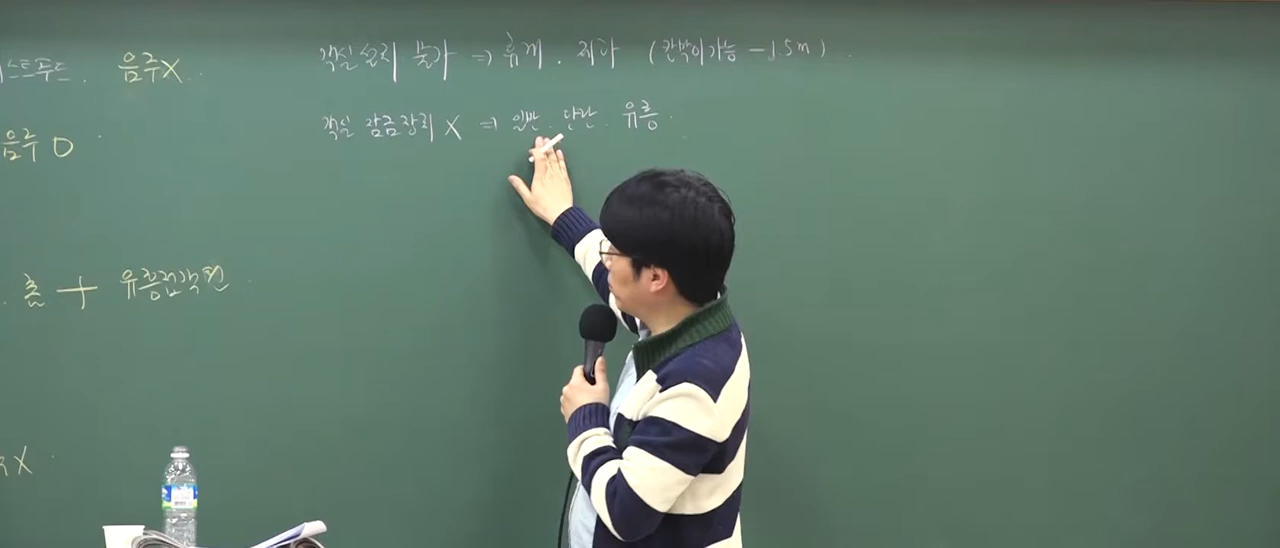 스트푸드. 음주X.
음주 O
춤 + 유흥접객원
X
객실 설치 불가 ⇒ 휴게. 제과 (칸막이 가능 - 1.5m).
객실 잠금장치 X ⇒ 일반. 단란. 유흥.